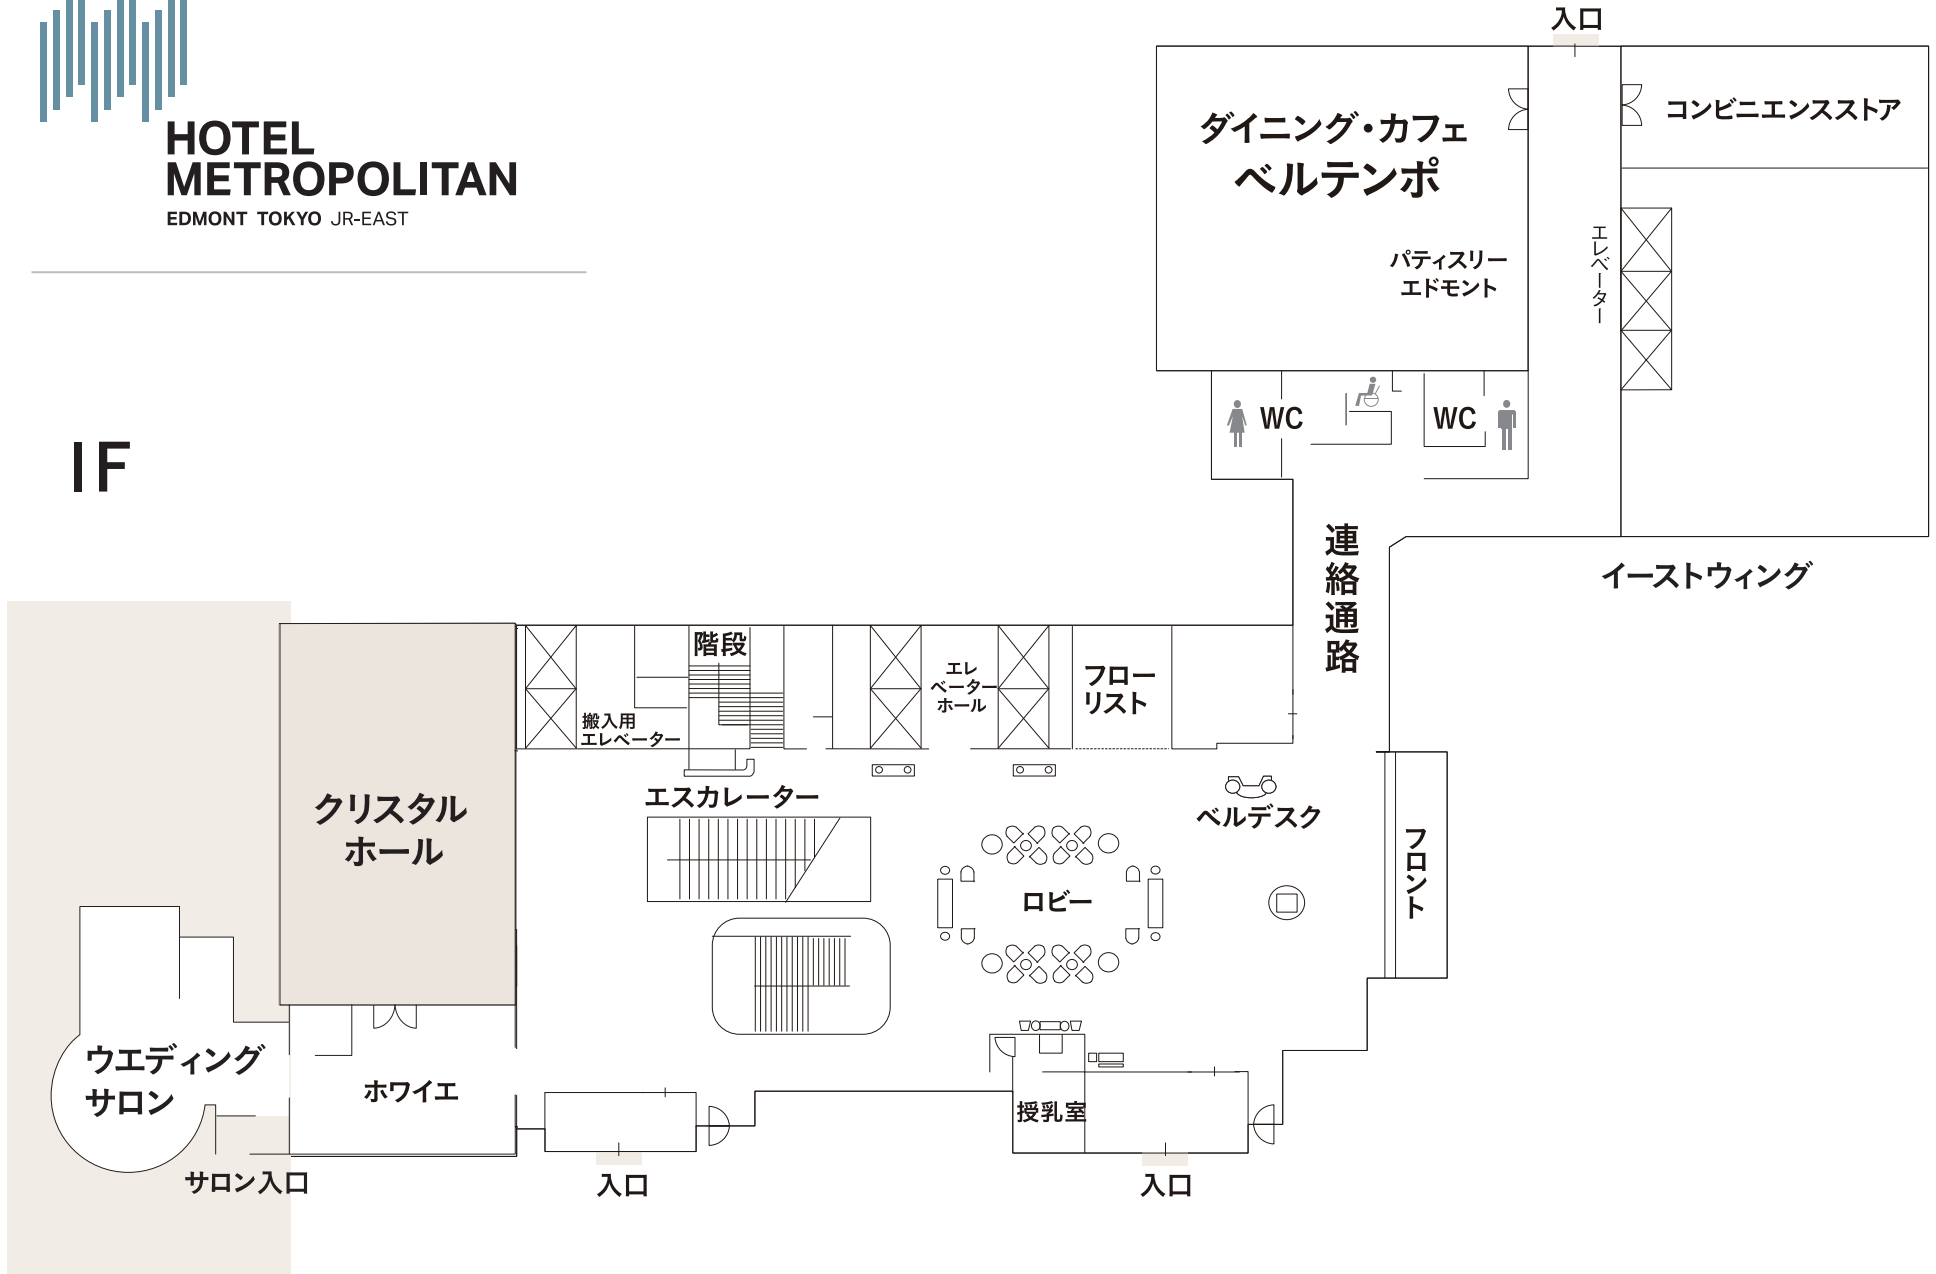 HOTEL
METROPOLITAN
EDMONT TOKYO JR-EAST
1F
入口
ダイニング・カフェ
ベルテンポ
パティスリー
エドモント
コンビニエンスストア
エレベーター
WC
WC
連絡通路
イーストウィング
階段
搬入用
エレベーター
エレ
ベーター
ホール
フロー
リスト
クリスタル
ホール
エスカレーター
ベルデスク
フロント
ロビー
ウエディング
サロン
ホワイエ
授乳室
サロン入口
入口
入口